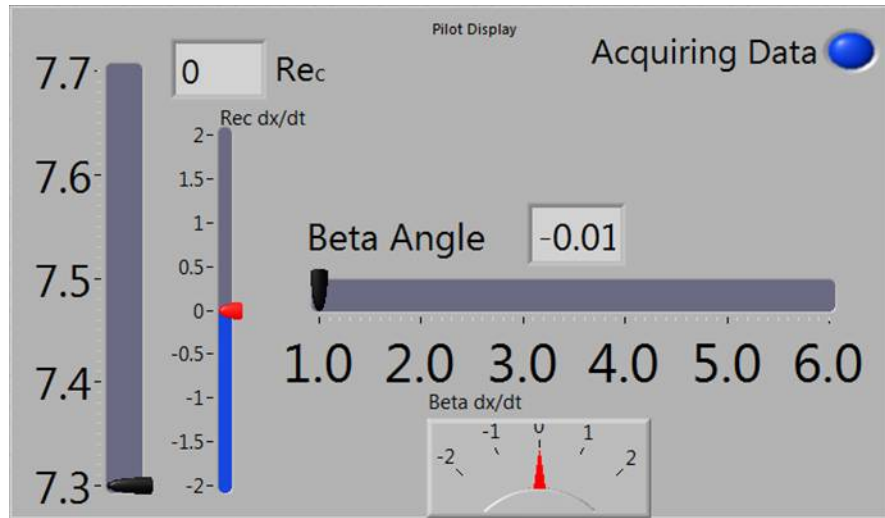 Pilot Display
Acquiring Data
0 Rec
7.7
7.6
7.5
7.4
7.3
Rec dx/dt
2
1.5
1
0.5
0
-0.5
-1
-1.5
-2
Beta Angle -0.01
1.0 2.0 3.0 4.0 5.0 6.0
Beta dx/dt
-2 -1 0 1 2